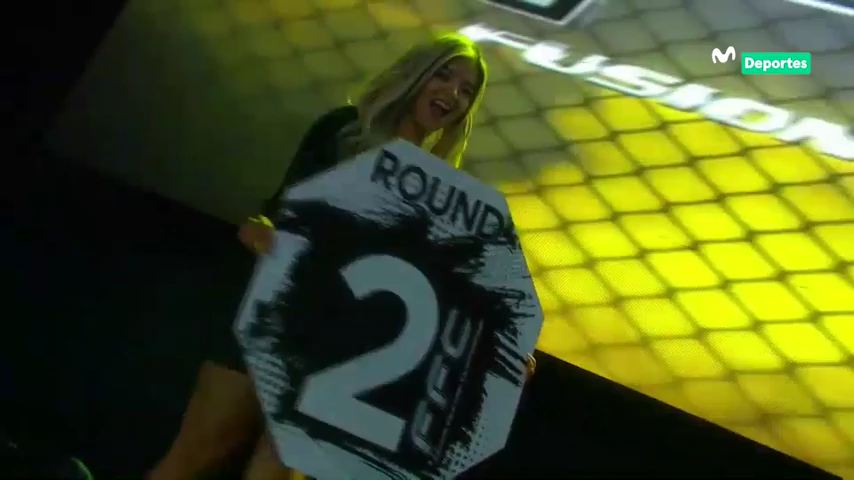 FUSION
Deportes
ROUND
2
FFC